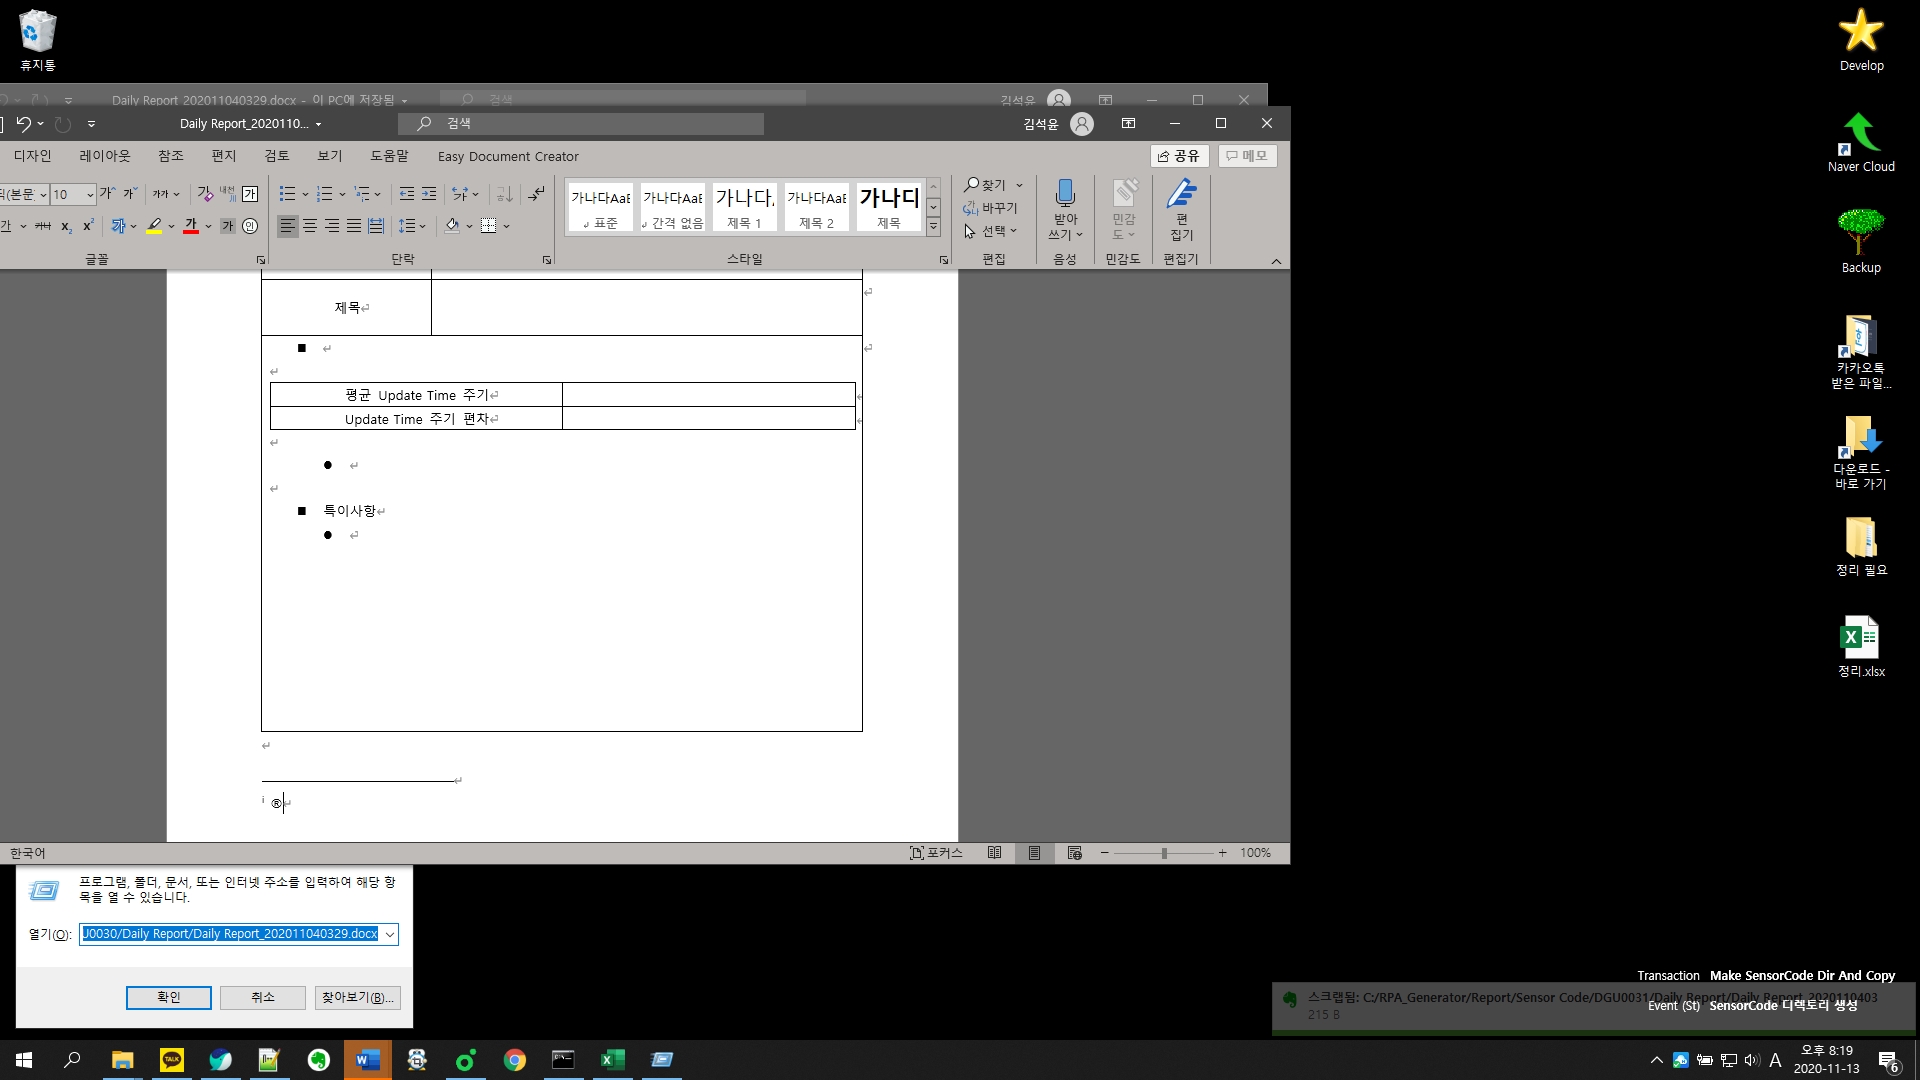 휴지통
Develop
Naver Cloud
Backup
카카오톡
받은 파일...
다운로드 -
바로 가기
정리 필요
정리.xlsx
Daily Report_202011040329.docx - 이 PC에 저장됨
검색
김석윤
Daily Report_2020110...
검색
김석윤
디자인 레이아웃 참조 편지 검토 보기 도움말 Easy Document Creator
공유 메모
10
가나다AaE 가나다AaE 가나다, 가나다AaE 가나다
표준 간격 없음 제목 1 제목 2 제목
찾기
바꾸기
선택
받아
쓰기
민감
도
편
집기
글꼴 단락 스타일 편집 음성 민감도 편집기
제목
평균 Update Time 주기
Update Time 주기 편차
특이사항
i ®
한국어
포커스
100%
프로그램, 폴더, 문서, 또는 인터넷 주소를 입력하여 해당 항
목을 열 수 있습니다.
열기(O):
J0030/Daily Report/Daily Report_202011040329.docx
확인 취소 찾아보기(B)...
Transaction Make SensorCode Dir And Copy
스크랩됨: C:/RPA_Generator/Report/Sensor Code/DGU0031/Daily Report/Daily Report_2020110403
Event (St) SensorCode 디렉토리 생성
215 B
TALK
A
오후 8:19
2020-11-13
6